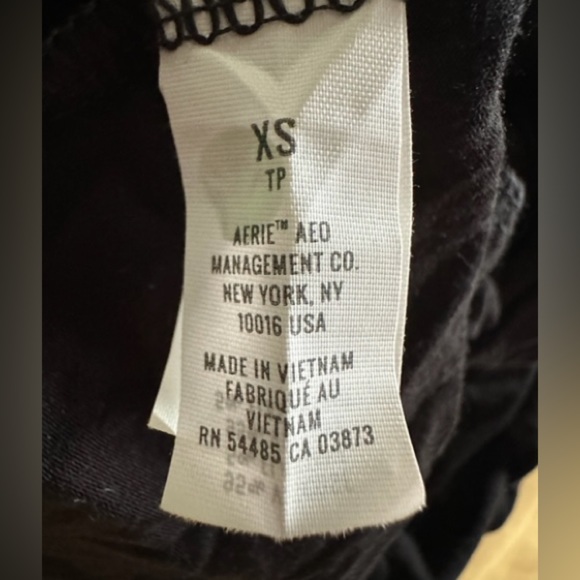 XS
TP
AERIE™ AEO
MANAGEMENT CO.
NEW YORK, NY
10016 USA
MADE IN VIETNAM
FABRIQUÉ AU
VIETNAM
RN 54485 CA 03873